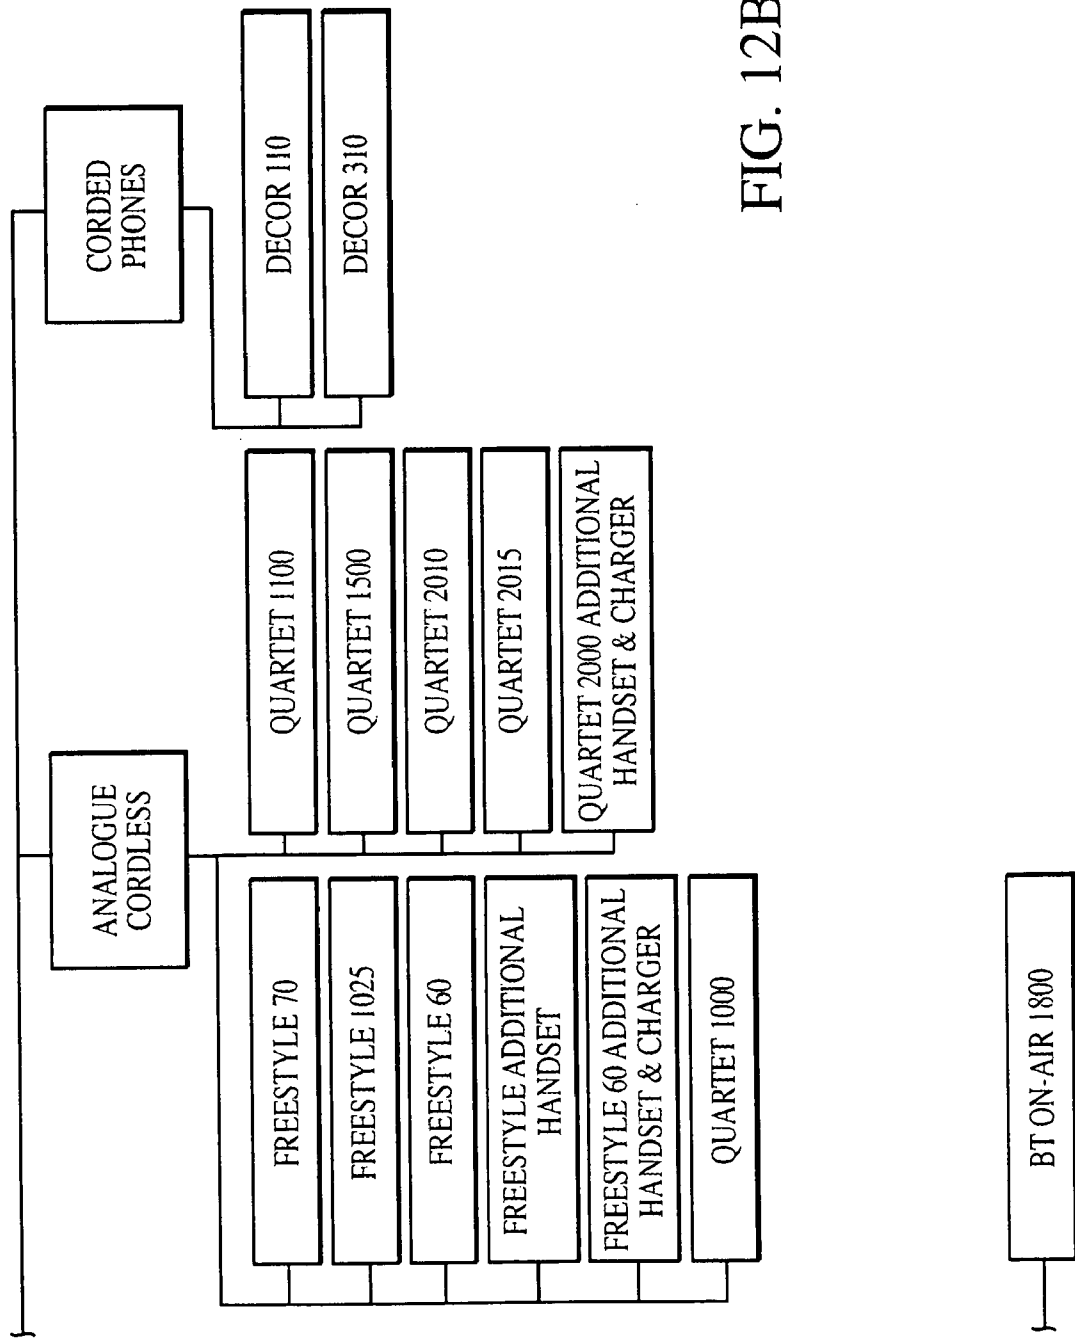 ANALOGUE
CORDLESS
CORDED
PHONES
FREESTYLE 70
FREESTYLE 1025
FREESTYLE 60
FREESTYLE ADDITIONAL
HANDSET
FREESTYLE 60 ADDITIONAL
HANDSET & CHARGER
QUARTET 1000
QUARTET 1100
QUARTET 1500
QUARTET 2010
QUARTET 2015
QUARTET 2000 ADDITIONAL
HANDSET & CHARGER
DECOR 110
DECOR 310
BT ON-AIR 1800
FIG. 12B